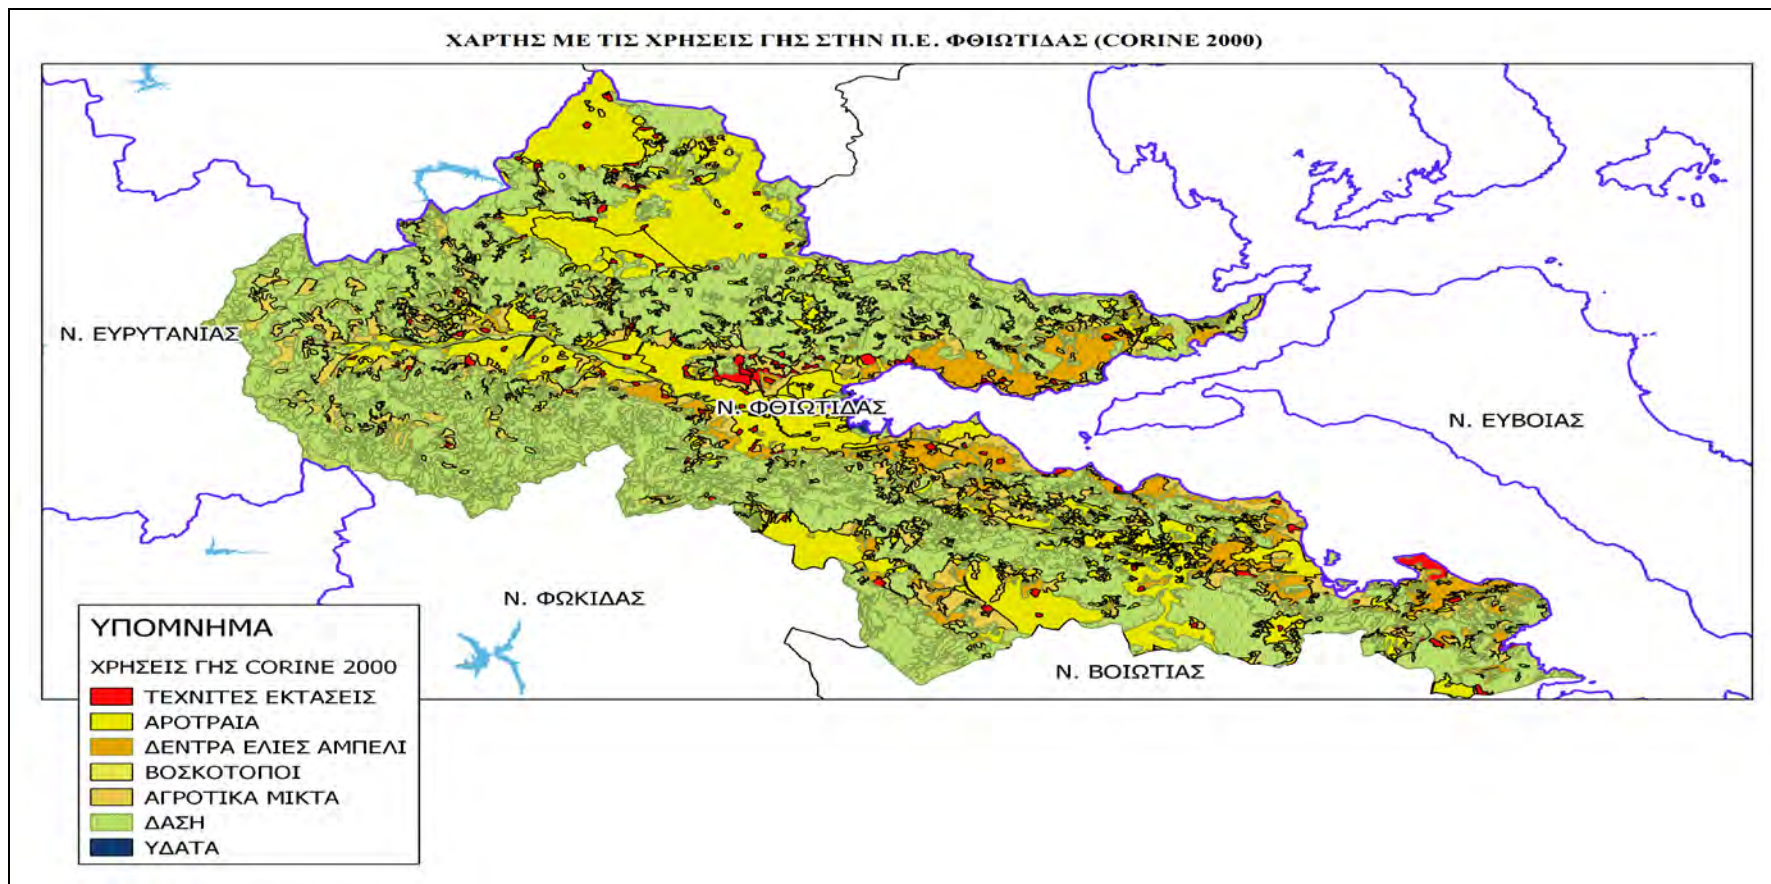 ΧΑΡΤΗΣ ΜΕ ΤΙΣ ΧΡΗΣΕΙΣ ΓΗΣ ΣΤΗΝ Π.Ε. ΦΘΙΩΤΙΔΑΣ (CORINE 2000)
Ν. ΕΥΡΥΤΑΝΙΑΣ
Ν. ΦΘΙΩΤΙΔΑΣ
Ν. ΕΥΒΟΙΑΣ
Ν. ΦΩΚΙΔΑΣ
Ν. ΒΟΙΩΤΙΑΣ
ΥΠΟΜΝΗΜΑ
ΧΡΗΣΕΙΣ ΓΗΣ CORINE 2000
ΤΕΧΝΙΤΕΣ ΕΚΤΑΣΕΙΣ
ΑΡΟΤΡΑΙΑ
ΔΕΝΤΡΑ ΕΛΙΕΣ ΑΜΠΕΛΙ
ΒΟΣΚΟΤΟΠΟΙ
ΑΓΡΟΤΙΚΑ ΜΙΚΤΑ
ΔΑΣΗ
ΥΔΑΤΑ